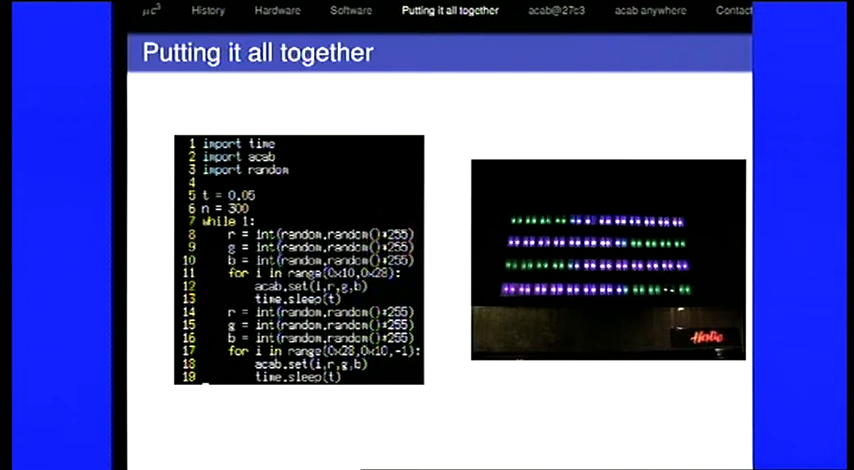 μc³ History Hardware Software Putting it all together acab@27c3 acab anywhere Contact
Putting it all together
1 import time
2 import acab
3 import random
4
5 t = 0.05
6 n = 300
7 while 1:
8 r = int(random.random()*255)
9 g = int(random.random()*255)
10 b = int(random.random()*255)
11 for i in range(0x10,0x28):
12 acab.set(i,r,g,b)
13 time.sleep(t)
14 r = int(random.random()*255)
15 g = int(random.random()*255)
16 b = int(random.random()*255)
17 for i in range(0x28,0x10,-1):
18 acab.set(i,r,g,b)
19 time.sleep(t)